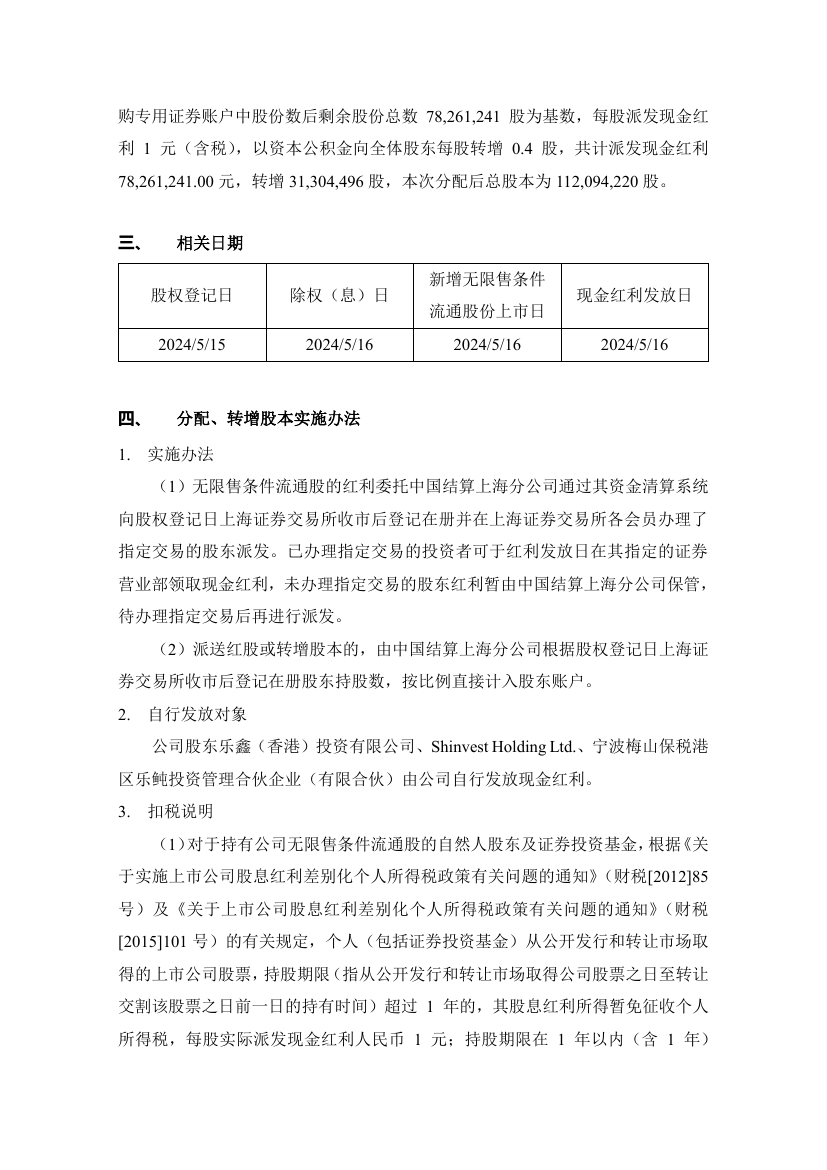 购专用证券账户中股份数后剩余股份总数 78,261,241 股为基数，每股派发现金红
利 1 元（含税），以资本公积金向全体股东每股转增 0.4 股，共计派发现金红利
78,261,241.00 元，转增 31,304,496 股，本次分配后总股本为 112,094,220 股。
三、 相关日期
股权登记日 除权（息）日 新增无限售条件流通股份上市日 现金红利发放日
2024/5/15 2024/5/16 2024/5/16 2024/5/16
四、 分配、转增股本实施办法
1. 实施办法
（1）无限售条件流通股的红利委托中国结算上海分公司通过其资金清算系统
向股权登记日上海证券交易所收市后登记在册并在上海证券交易所各会员办理了
指定交易的股东派发。已办理指定交易的投资者可于红利发放日在其指定的证券
营业部领取现金红利，未办理指定交易的股东红利暂由中国结算上海分公司保管，
待办理指定交易后再进行派发。
（2）派送红股或转增股本的，由中国结算上海分公司根据股权登记日上海证
券交易所收市后登记在册股东持股数，按比例直接计入股东账户。
2. 自行发放对象
公司股东乐鑫（香港）投资有限公司、Shinvest Holding Ltd.、宁波梅山保税港
区乐鲀投资管理合伙企业（有限合伙）由公司自行发放现金红利。
3. 扣税说明
（1）对于持有公司无限售条件流通股的自然人股东及证券投资基金，根据《关
于实施上市公司股息红利差别化个人所得税政策有关问题的通知》（财税[2012]85
号）及《关于上市公司股息红利差别化个人所得税政策有关问题的通知》（财税
[2015]101 号）的有关规定，个人（包括证券投资基金）从公开发行和转让市场取
得的上市公司股票，持股期限（指从公开发行和转让市场取得公司股票之日至转让
交割该股票之日前一日的持有时间）超过 1 年的，其股息红利所得暂免征收个人
所得税，每股实际派发现金红利人民币 1 元；持股期限在 1 年以内（含 1 年）